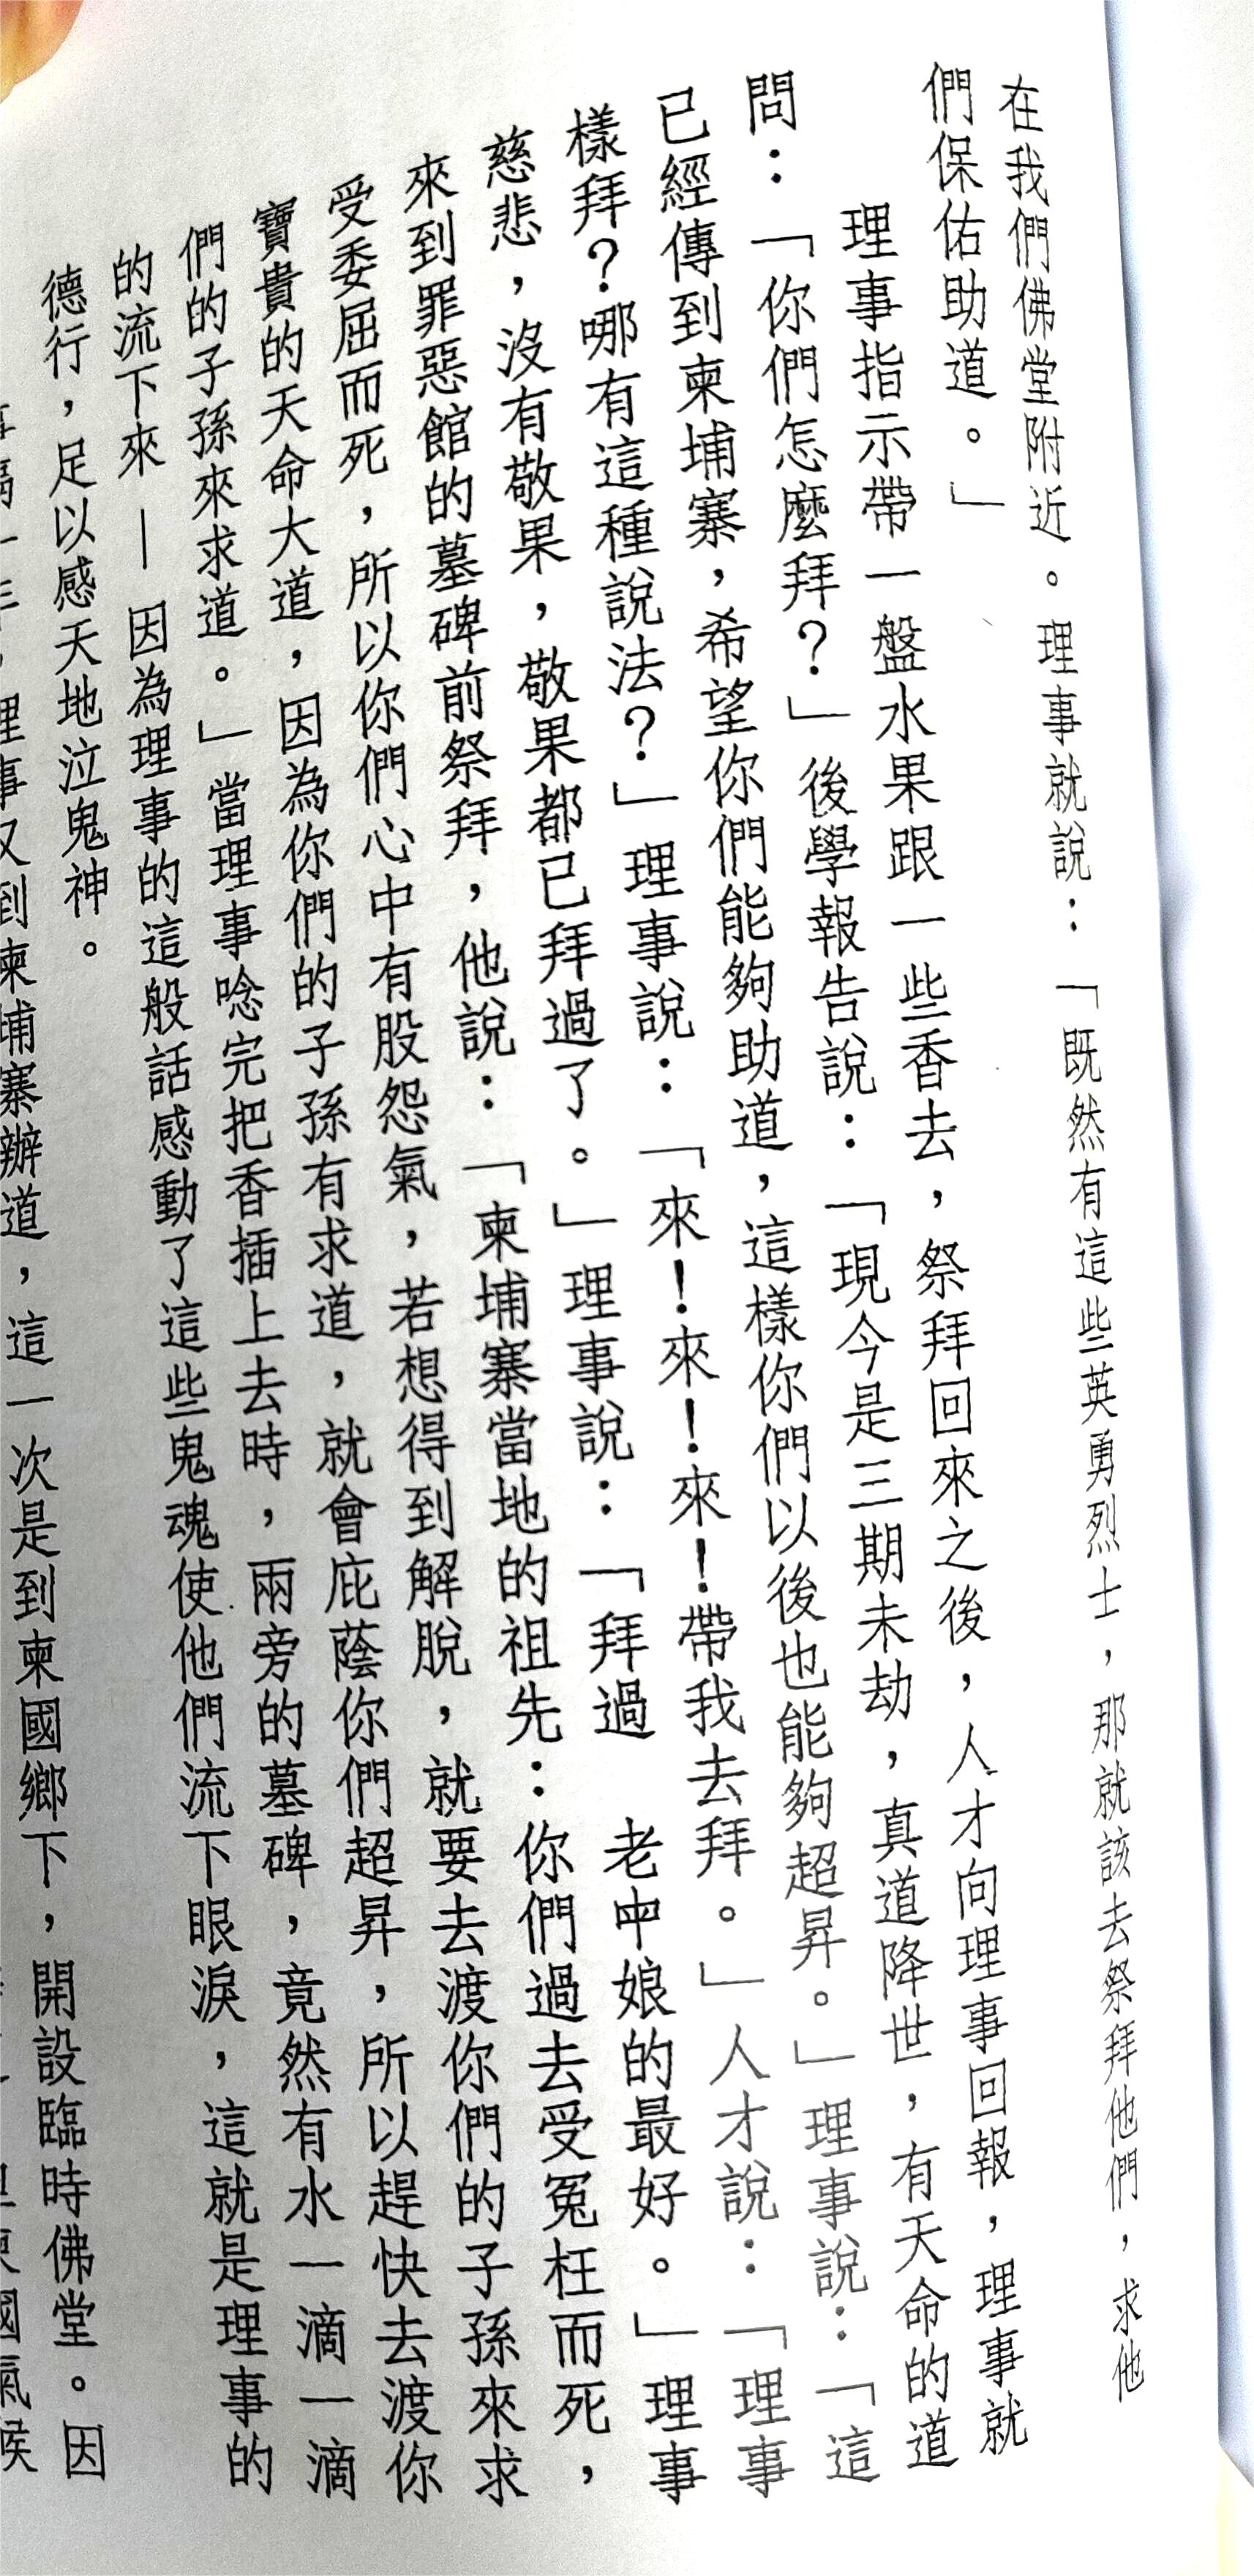 在我們佛堂附近。理事就說：「既然有這些英勇烈士，那就該去祭拜他們，求他
們保佑助道。」
理事指示帶一盤水果跟一些香去，祭拜回來之後，人才向理事回報，理事就
問：「你們怎麼拜？」後學報告說：「現今是三期未劫，真道降世，有天命的道
已經傳到柬埔寨，希望你們能夠助道，這樣你們以後也能夠超昇。」理事說：「這
樣拜？哪有這種說法？」理事說：「來！來！來！帶我去拜。」人才說：「理事
慈悲，沒有敬果，敬果都已拜過了。」理事說：「拜過　老中娘的最好。」理事
來到罪惡館的墓碑前祭拜，他說：「柬埔寨當地的祖先：你們過去受冤枉而死，
受委屈而死，所以你們心中有股怨氣，若想得到解脫，就要去渡你們的子孫來求
寶貴的天命大道，因為你們的子孫有求道，就會庇蔭你們超昇，所以趕快去渡你
們的子孫來求道。」當理事唸完把香插上去時，兩旁的墓碑，竟然有水一滴一滴
的流下來—因為理事的這般話感動了這些鬼魂使他們流下眼淚，這就是理事的
德行，足以感天地泣鬼神。
理事又到柬埔寨辦道，這一次是到柬國鄉下，開設臨時佛堂。因
國氣候